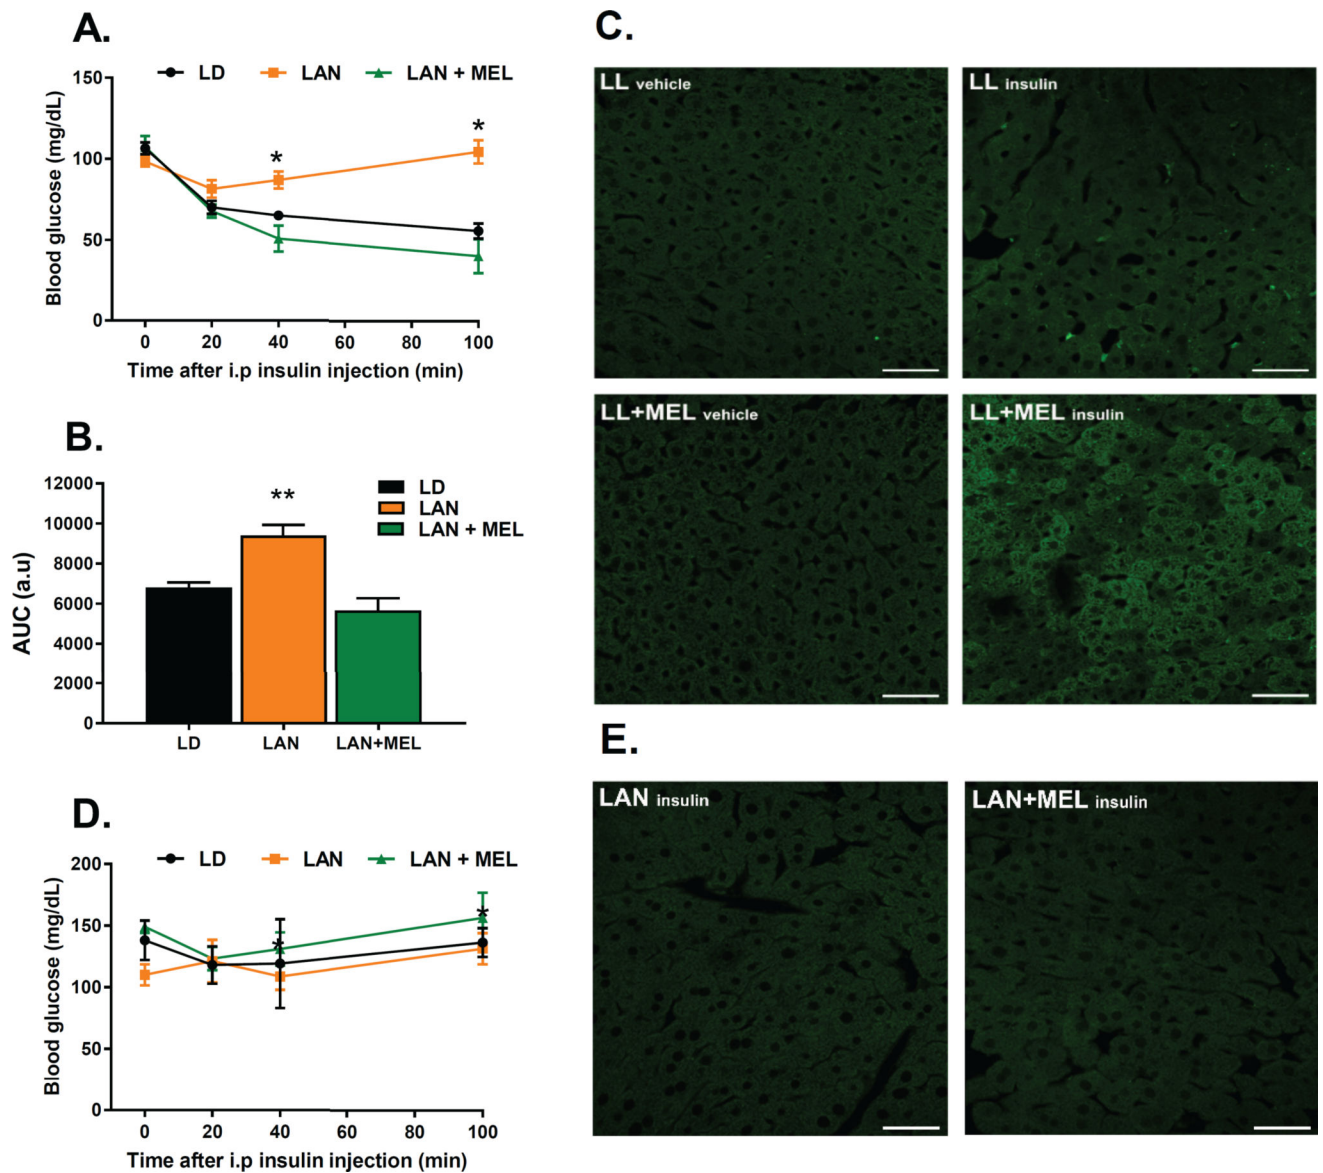 A.
LD LAN LAN + MEL
Blood glucose (mg/dL)
150
100
50
0
0 20 40 60 80 100
* *
Time after i.p insulin injection (min)
B.
12000
10000
8000
6000
4000
2000
0
AUC (a.u)
**
LD
LAN
LAN + MEL
LD LAN LAN+MEL
C.
LL vehicle
LL insulin
LL+MEL vehicle
LL+MEL insulin
D.
LD LAN LAN + MEL
Blood glucose (mg/dL)
200
150
100
50
0
* *
0 20 40 60 80 100
Time after i.p insulin injection (min)
E.
LAN insulin
LAN+MEL insulin